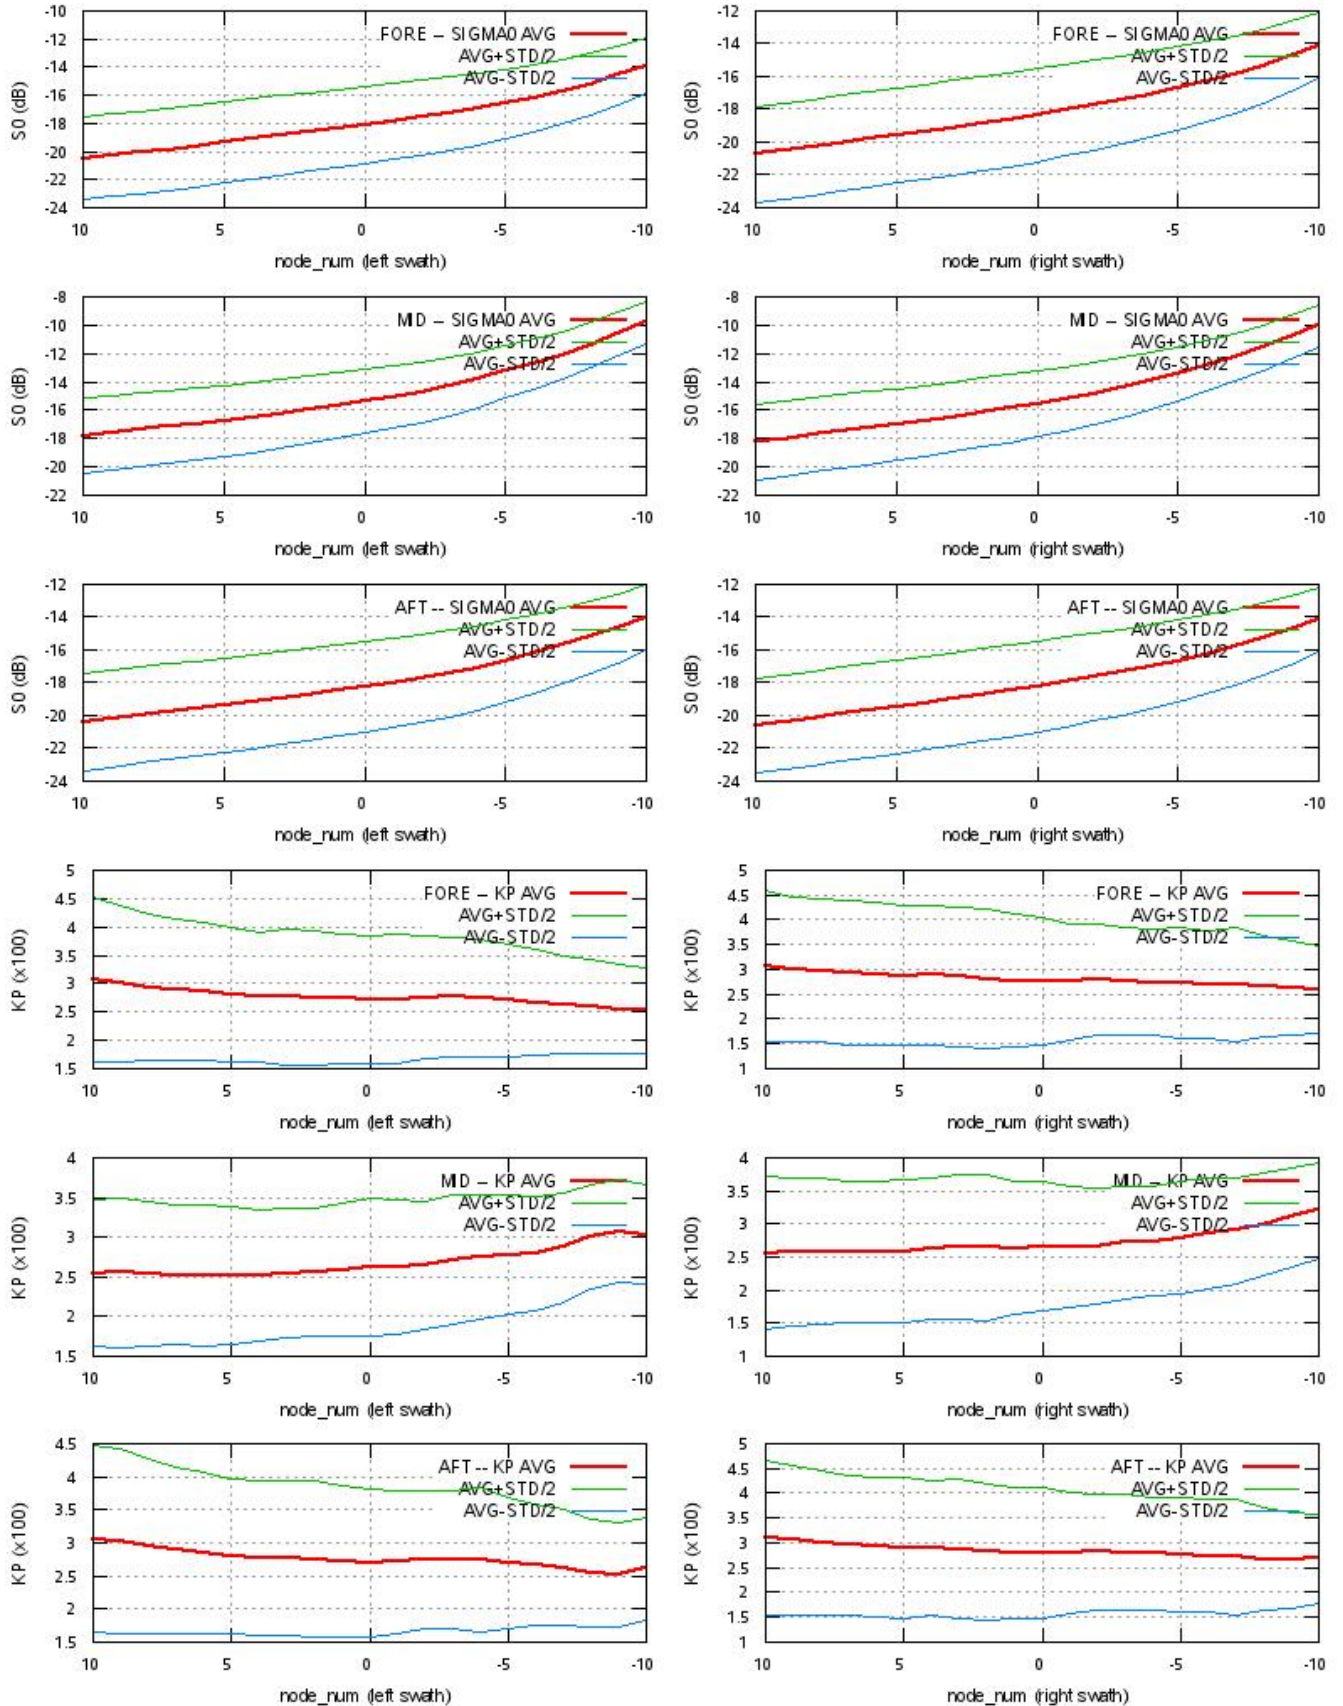 -10
-12
-14
-16
-18
-20
-22
-24
S0 (dB)
FORE -- SIGMA0 AVG
AVG+STD/2
AVG-STD/2
10 5 0 -5 -10
node_num (left swath)
-12
-14
-16
-18
-20
-22
-24
S0 (dB)
FORE -- SIGMA0 AVG
AVG+STD/2
AVG-STD/2
10 5 0 -5 -10
node_num (right swath)
-8
-10
-12
-14
-16
-18
-20
-22
S0 (dB)
MID -- SIGMA0 AVG
AVG+STD/2
AVG-STD/2
10 5 0 -5 -10
node_num (left swath)
-8
-10
-12
-14
-16
-18
-20
-22
S0 (dB)
MID -- SIGMA0 AVG
AVG+STD/2
AVG-STD/2
10 5 0 -5 -10
node_num (right swath)
-12
-14
-16
-18
-20
-22
-24
S0 (dB)
AFT -- SIGMA0 AVG
AVG+STD/2
AVG-STD/2
10 5 0 -5 -10
node_num (left swath)
-12
-14
-16
-18
-20
-22
-24
S0 (dB)
AFT -- SIGMA0 AVG
AVG+STD/2
AVG-STD/2
10 5 0 -5 -10
node_num (right swath)
5
4.5
4
3.5
3
2.5
2
1.5
KP (x100)
FORE -- KP AVG
AVG+STD/2
AVG-STD/2
10 5 0 -5 -10
node_num (left swath)
5
4.5
4
3.5
3
2.5
2
1.5
1
KP (x100)
FORE -- KP AVG
AVG+STD/2
AVG-STD/2
10 5 0 -5 -10
node_num (right swath)
4
3.5
3
2.5
2
1.5
KP (x100)
MID -- KP AVG
AVG+STD/2
AVG-STD/2
10 5 0 -5 -10
node_num (left swath)
4
3.5
3
2.5
2
1.5
1
KP (x100)
MID -- KP AVG
AVG+STD/2
AVG-STD/2
10 5 0 -5 -10
node_num (right swath)
4.5
4
3.5
3
2.5
2
1.5
KP (x100)
AFT -- KP AVG
AVG+STD/2
AVG-STD/2
10 5 0 -5 -10
node_num (left swath)
5
4.5
4
3.5
3
2.5
2
1.5
1
KP (x100)
AFT -- KP AVG
AVG+STD/2
AVG-STD/2
10 5 0 -5 -10
node_num (right swath)